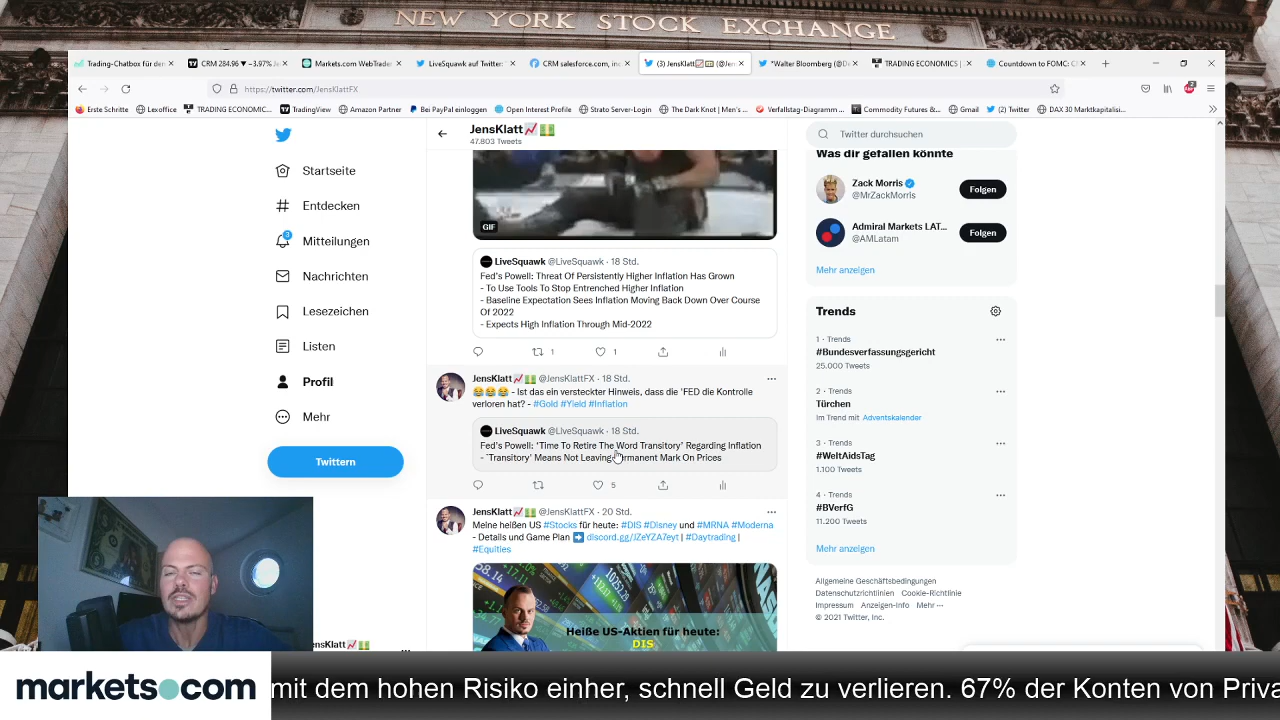 NEW YORK STOCK EXCHANGE
Trading-Chatbox für den
CRM 284.96 ▼ −3.97%
Markets.com WebTrader
LiveSquawk auf Twitter:
CRM salesforce.com, inc
(3) JensKlatt📈💵 (@Jen
*Walter Bloomberg (@De
TRADING ECONOMICS |
Countdown to FOMC: C
https://twitter.com/JensKlattFX
Erste Schritte
Lexoffice
TRADING ECONOMIC...
TradingView
Amazon Partner
Bei PayPal einloggen
Open Interest Profile
Strato Server-Login
The Dark Knot | Men's ...
Verfallstag-Diagramm ...
Commodity Futures &...
Gmail
(2) Twitter
DAX 30 Marktkapitalisi...
Startseite
Entdecken
3
Mitteilungen
Nachrichten
Lesezeichen
Listen
Profil
Mehr
Twittern
JensKlatt📈💵
47.803 Tweets
GIF
LiveSquawk @LiveSquawk · 18 Std.
Fed's Powell: Threat Of Persistently Higher Inflation Has Grown
- To Use Tools To Stop Entrenched Higher Inflation
- Baseline Expectation Sees Inflation Moving Back Down Over Course
Of 2022
- Expects High Inflation Through Mid-2022
1
1
JensKlatt📈💵 @JensKlattFX · 18 Std.
😂😂😂 - Ist das ein versteckter Hinweis, dass die 'FED die Kontrolle
verloren hat? - #Gold #Yield #Inflation
LiveSquawk @LiveSquawk · 18 Std.
Fed's Powell: 'Time To Retire The Word Transitory' Regarding Inflation
- 'Transitory' Means Not Leaving Permanent Mark On Prices
5
JensKlatt📈💵 @JensKlattFX · 20 Std.
Meine heißen US #Stocks für heute: #DIS #Disney und #MRNA #Moderna
- Details und Game Plan ➡️ discord.gg/JZeYZA7eyt | #Daytrading |
#Equities
Heiße US-Aktien für heute:
DIS
Twitter durchsuchen
Was dir gefallen könnte
Zack Morris
@MrZackMorris
Folgen
Admiral Markets LAT...
@AMLatam
Folgen
Mehr anzeigen
Trends
1 · Trends
#Bundesverfassungsgericht
25.000 Tweets
2 · Trends
Türchen
Im Trend mit Adventskalender
3 · Trends
#WeltAidsTag
1.100 Tweets
4 · Trends
#BVerfG
11.200 Tweets
Mehr anzeigen
Allgemeine Geschäftsbedingungen
Datenschutzrichtlinien Cookie-Richtlinie
Impressum Anzeigen-Info Mehr ···
© 2021 Twitter, Inc.
ensKlatt📈💵
markets.com
mit dem hohen Risiko einher, schnell Geld zu verlieren. 67% der Konten von Priva